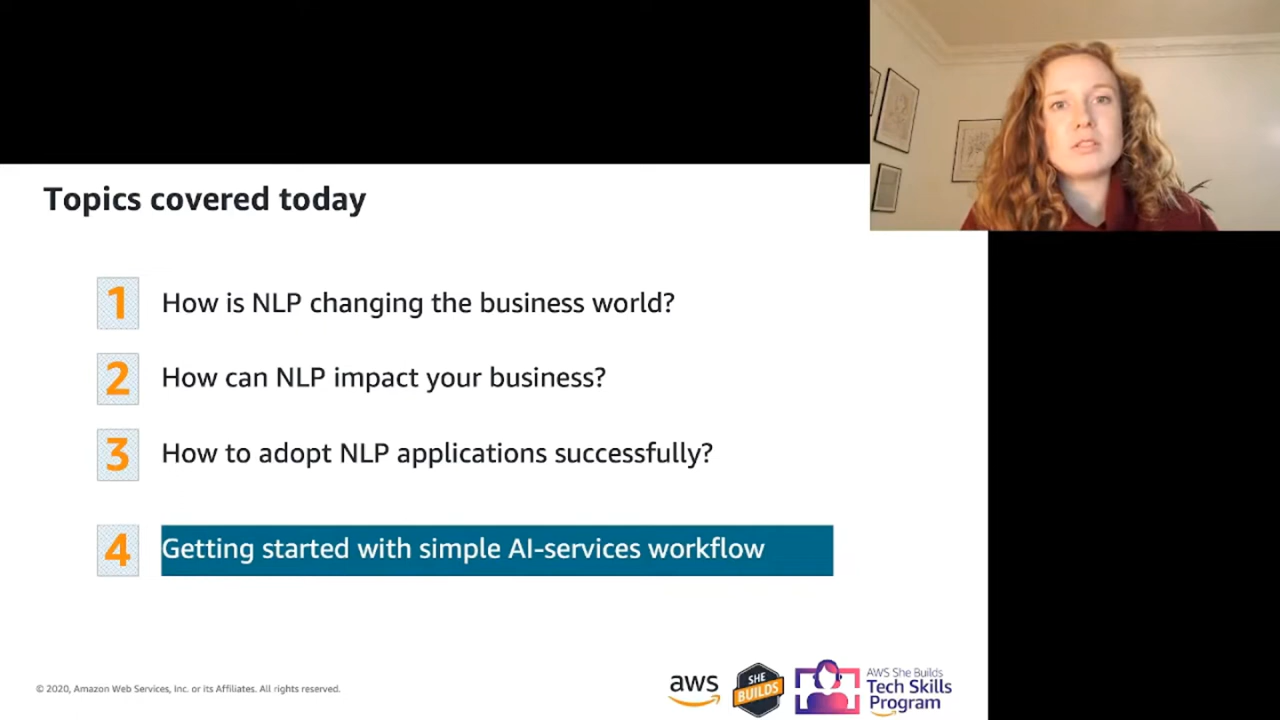 Topics covered today
1 How is NLP changing the business world?
2 How can NLP impact your business?
3 How to adopt NLP applications successfully?
4 Getting started with simple AI-services workflow
© 2020, Amazon Web Services, Inc. or its Affiliates. All rights reserved.
aws
SHE
BUILDS
AWS She Builds
Tech Skills
Program